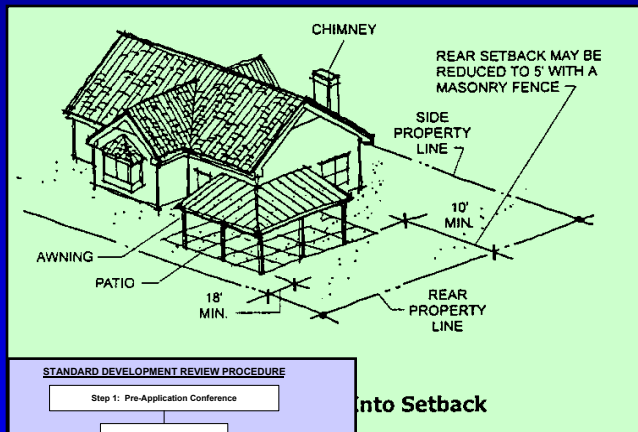 CHIMNEY
REAR SETBACK MAY BE
REDUCED TO 5' WITH A
MASONRY FENCE
SIDE
PROPERTY
LINE
10'
MIN.
AWNING
PATIO
18'
MIN.
REAR
PROPERTY
LINE
into Setback
STANDARD DEVELOPMENT REVIEW PROCEDURE
Step 1: Pre-Application Conference